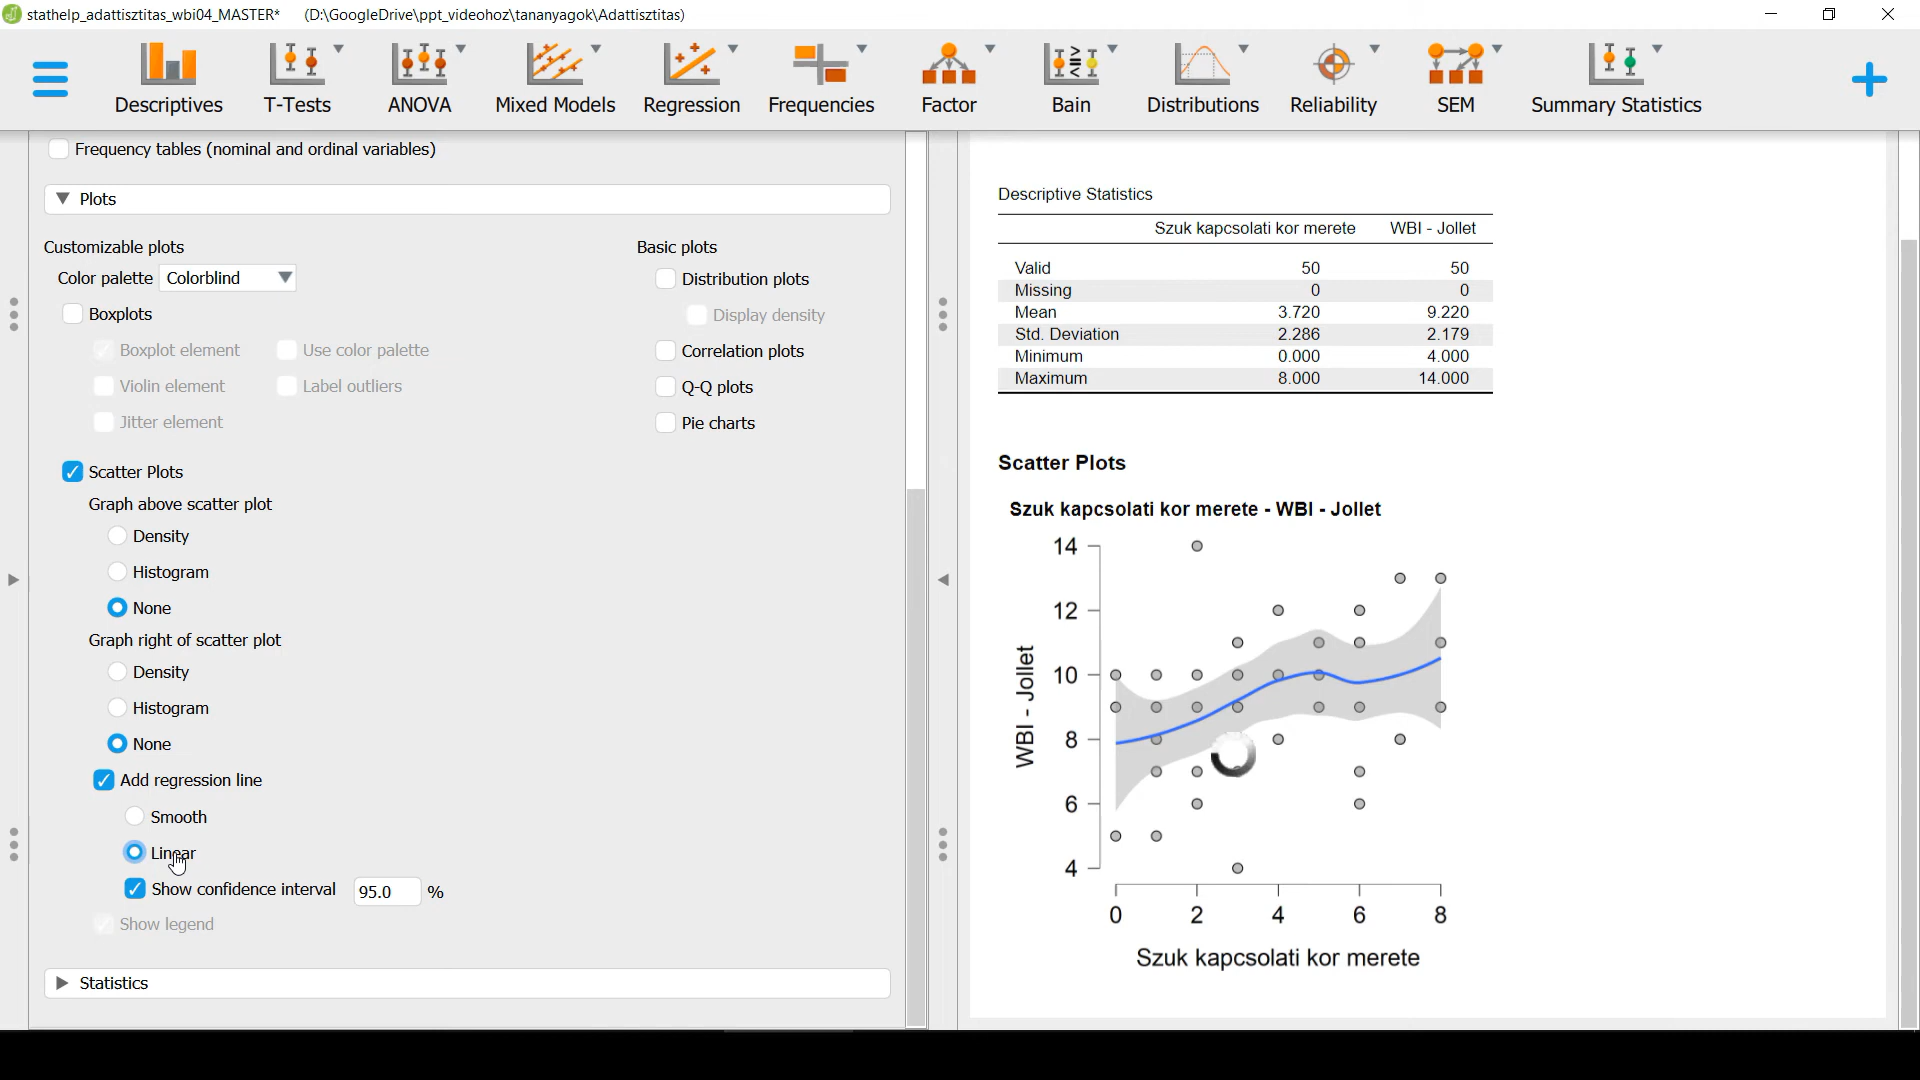 stathelp_adattisztitas_wbi04_MASTER* (D:\GoogleDrive\ppt_videohoz\tananyagok\Adattisztitas)
Descriptives T-Tests ANOVA Mixed Models Regression Frequencies Factor Bain Distributions Reliability SEM Summary Statistics
Frequency tables (nominal and ordinal variables)
Plots
Customizable plots
Color palette Colorblind
Boxplots
Boxplot element Use color palette
Violin element Label outliers
Jitter element
Basic plots
Distribution plots
Display density
Correlation plots
Q-Q plots
Pie charts
Scatter Plots
Graph above scatter plot
Density
Histogram
None
Graph right of scatter plot
Density
Histogram
None
Add regression line
Smooth
Linear
Show confidence interval 95.0 %
Show legend
Statistics
Descriptive Statistics
Szuk kapcsolati kor merete WBI - Jollet
Valid 50 50
Missing 0 0
Mean 3.720 9.220
Std. Deviation 2.286 2.179
Minimum 0.000 4.000
Maximum 8.000 14.000
Scatter Plots
Szuk kapcsolati kor merete - WBI - Jollet
14
12
10
8
6
4
WBI - Jollet
0 2 4 6 8
Szuk kapcsolati kor merete